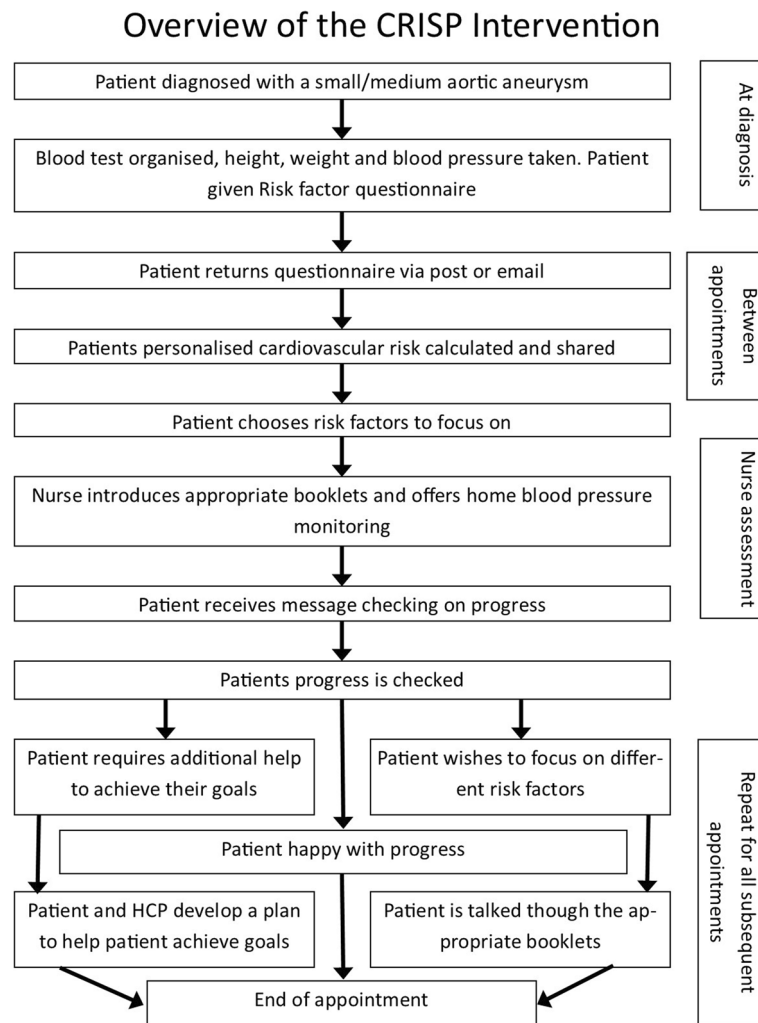 Overview of the CRISP Intervention
Patient diagnosed with a small/medium aortic aneurysm
Blood test organised, height, weight and blood pressure taken. Patient
given Risk factor questionnaire
At diagnosis
Patient returns questionnaire via post or email
Patients personalised cardiovascular risk calculated and shared
Between
appointments
Patient chooses risk factors to focus on
Nurse introduces appropriate booklets and offers home blood pressure
monitoring
Patient receives message checking on progress
Nurse assessment
Patients progress is checked
Patient requires additional help
to achieve their goals
Patient wishes to focus on differ-
ent risk factors
Patient happy with progress
Patient and HCP develop a plan
to help patient achieve goals
Patient is talked though the ap-
propriate booklets
End of appointment
Repeat for all subsequent
appointments